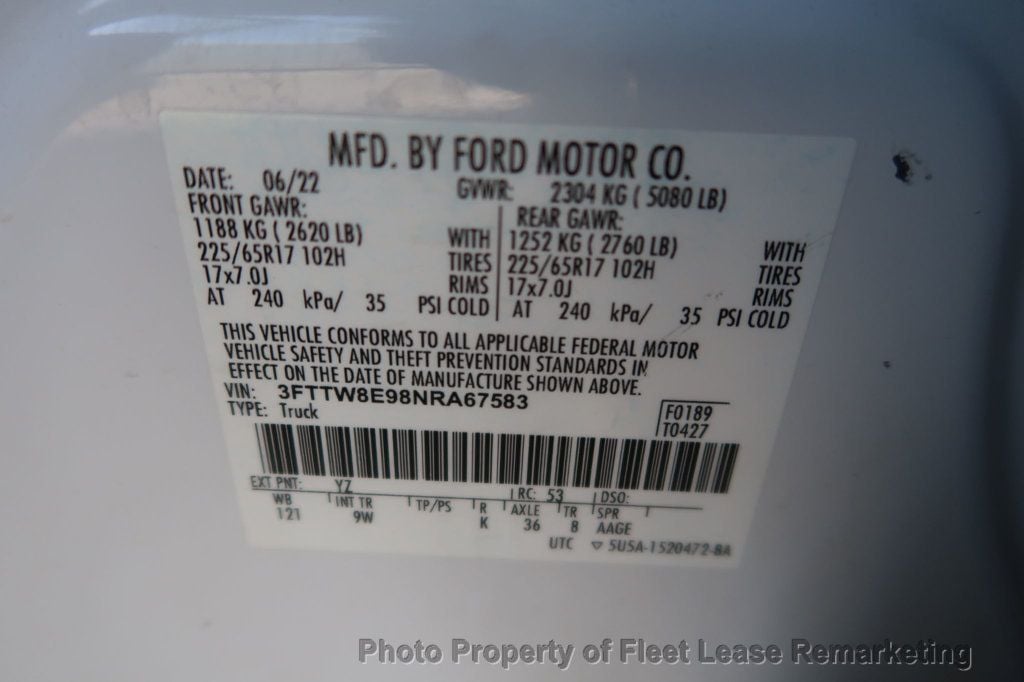 MFD. BY FORD MOTOR CO.
DATE: 06/22 GVWR: 2304 KG ( 5080 LB)
FRONT GAWR: REAR GAWR:
1188 KG ( 2620 LB) WITH 1252 KG ( 2760 LB) WITH
225/65R17 102H TIRES 225/65R17 102H TIRES
17x7.0J RIMS 17x7.0J RIMS
AT 240 kPa/ 35 PSI COLD AT 240 kPa/ 35 PSI COLD
THIS VEHICLE CONFORMS TO ALL APPLICABLE FEDERAL MOTOR
VEHICLE SAFETY AND THEFT PREVENTION STANDARDS IN
EFFECT ON THE DATE OF MANUFACTURE SHOWN ABOVE.
VIN: 3FTTW8E98NRA67583
TYPE: Truck
F0189
T0427
EXT PNT: YZ RC: 53 DSO:
WB INT TR TP/PS R AXLE TR SPR
121 9W K 36 8 AAGE
UTC ▽ 5U5A-1520472-BA
Photo Property of Fleet Lease Remarketing